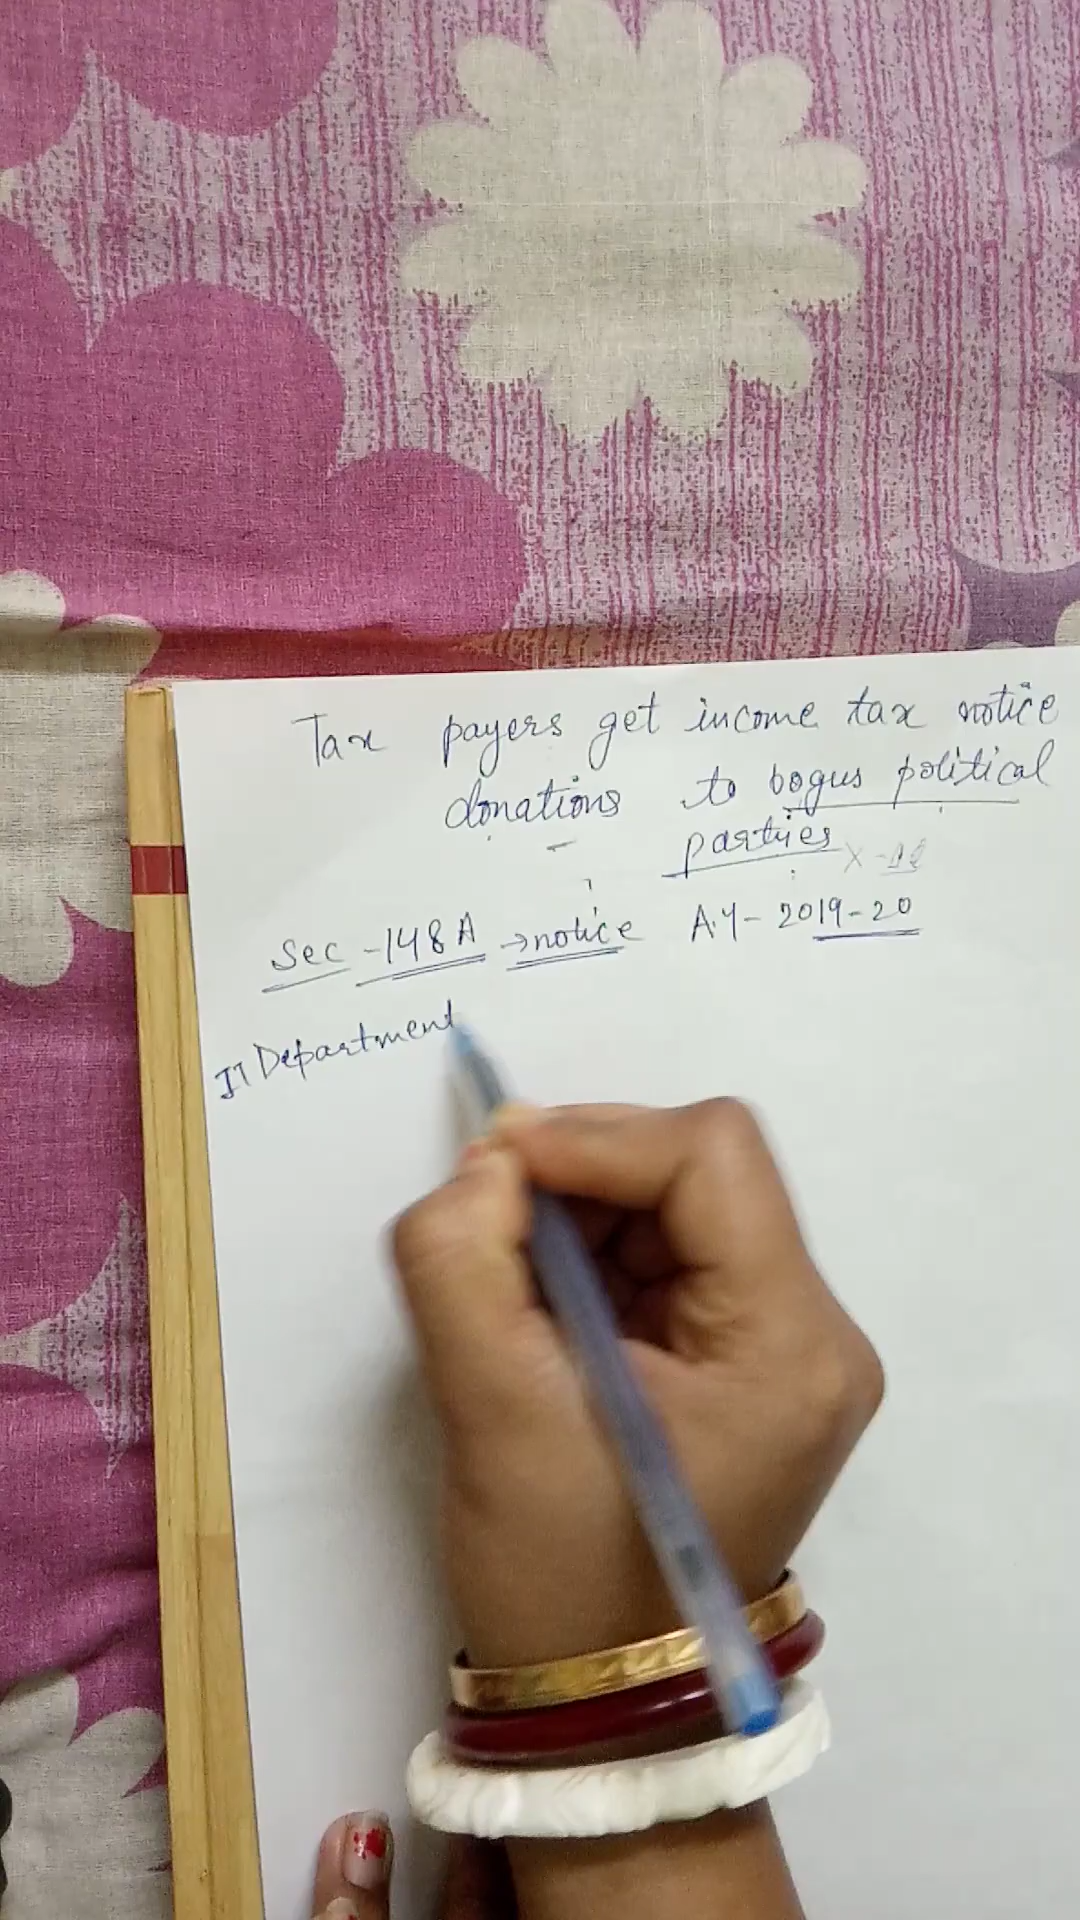 Tax payers get income tax notice
donations to bogus political
parties
Sec - 148A → notice A.Y - 2019-20
IT Department